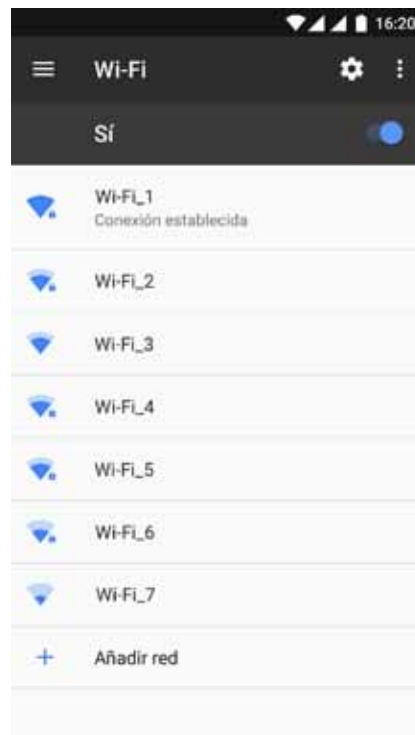 16:20
Wi-Fi
Sí
Wi-Fi_1
Conexión establecida
Wi-Fi_2
Wi-Fi_3
Wi-Fi_4
Wi-Fi_5
Wi-Fi_6
Wi-Fi_7
Añadir red